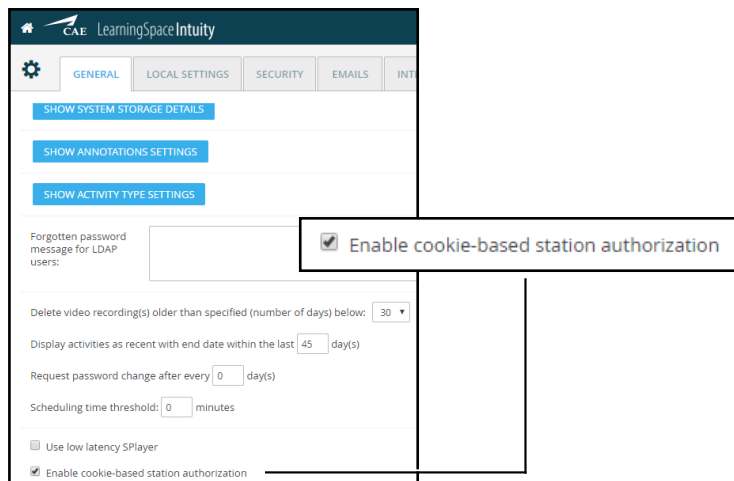 CAE LearningSpace Intuity
GENERAL LOCAL SETTINGS SECURITY EMAILS INT
SHOW SYSTEM STORAGE DETAILS
SHOW ANNOTATIONS SETTINGS
SHOW ACTIVITY TYPE SETTINGS
Forgotten password
message for LDAP
users:
Enable cookie-based station authorization
Delete video recording(s) older than specified (number of days) below: 30
Display activities as recent with end date within the last 45 day(s)
Request password change after every 0 day(s)
Scheduling time threshold: 0 minutes
Use low latency SPlayer
Enable cookie-based station authorization